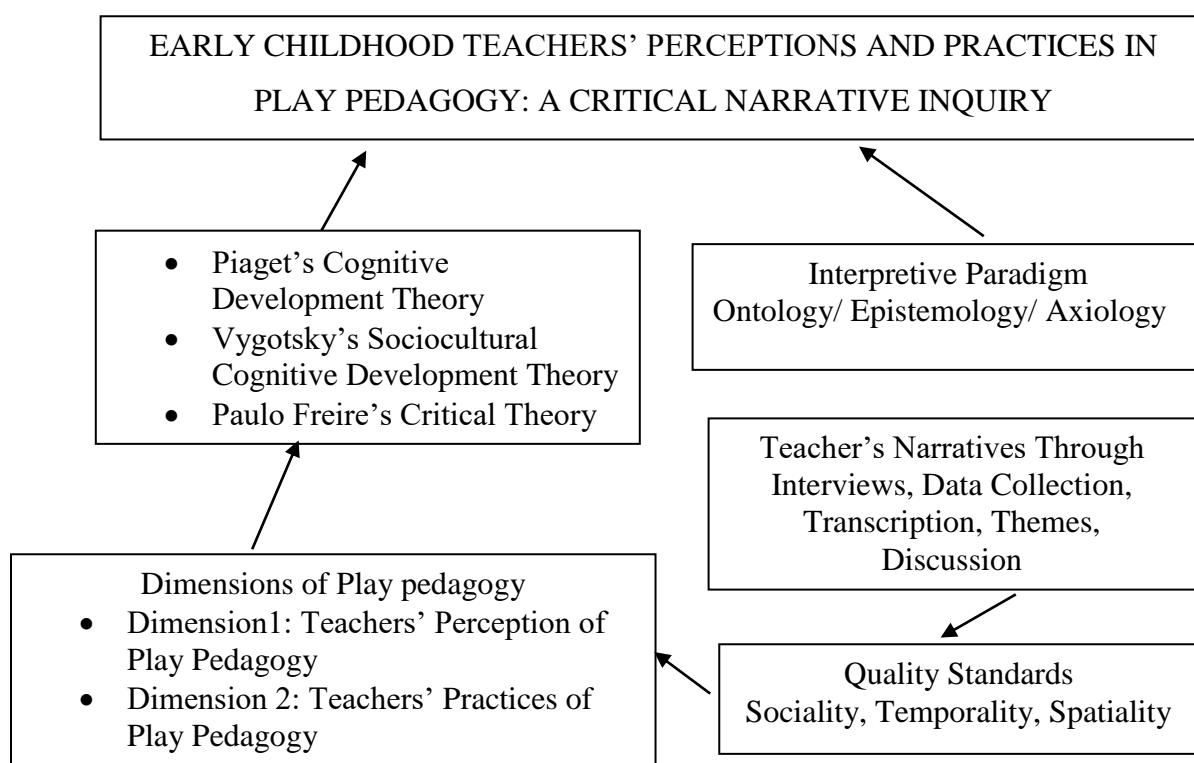 EARLY CHILDHOOD TEACHERS’ PERCEPTIONS AND PRACTICES IN
PLAY PEDAGOGY: A CRITICAL NARRATIVE INQUIRY
• Piaget’s Cognitive
Development Theory
• Vygotsky’s Sociocultural
Cognitive Development Theory
• Paulo Freire’s Critical Theory
Interpretive Paradigm
Ontology/ Epistemology/ Axiology
Teacher’s Narratives Through
Interviews, Data Collection,
Transcription, Themes,
Discussion
Dimensions of Play pedagogy
• Dimension1: Teachers’ Perception of
Play Pedagogy
• Dimension 2: Teachers’ Practices of
Play Pedagogy
Quality Standards
Sociality, Temporality, Spatiality